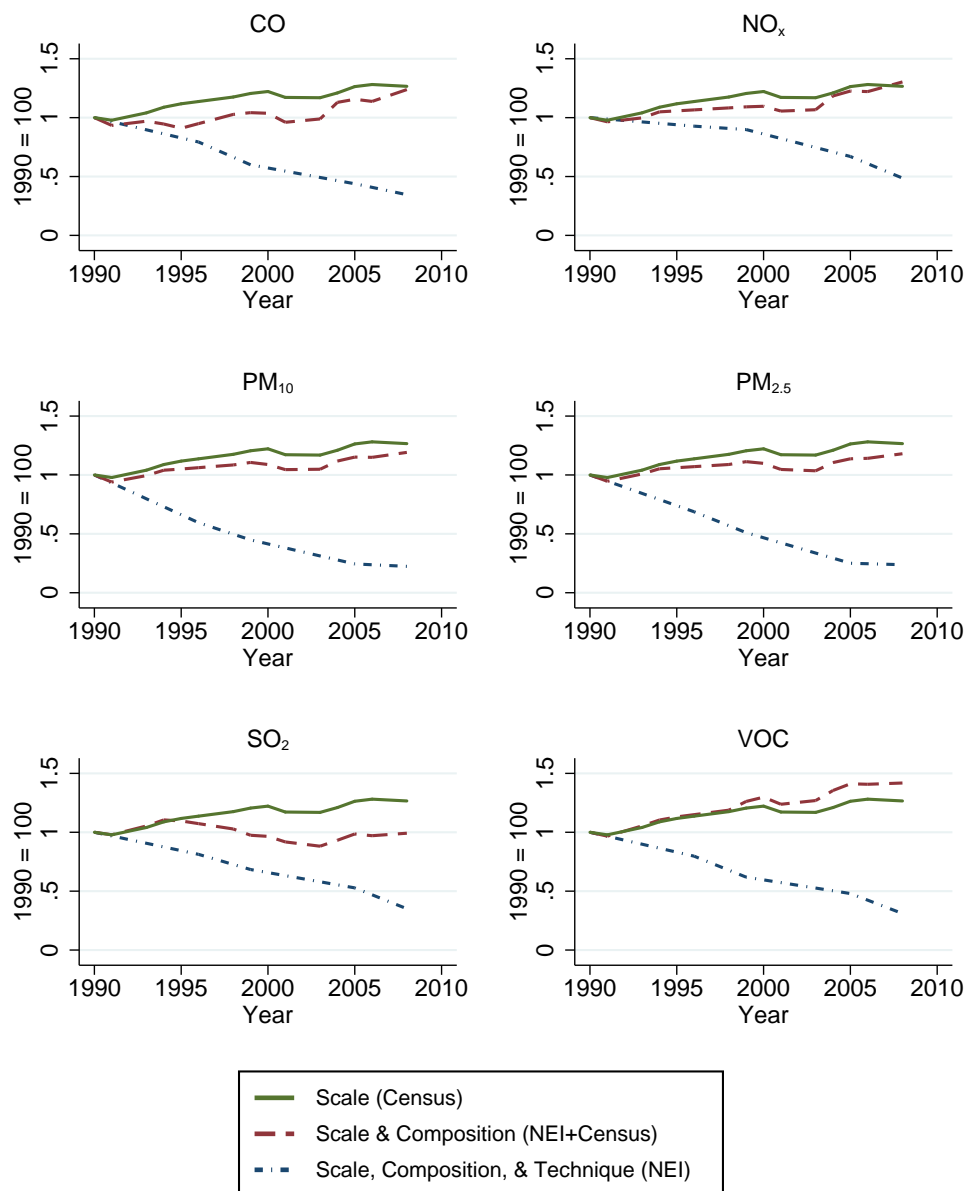 CO
1990 = 100
0 .5 1 1.5
1990 1995 2000 2005 2010
Year
NOx
1990 = 100
0 .5 1 1.5
1990 1995 2000 2005 2010
Year
PM10
1990 = 100
0 .5 1 1.5
1990 1995 2000 2005 2010
Year
PM2.5
1990 = 100
0 .5 1 1.5
1990 1995 2000 2005 2010
Year
SO2
1990 = 100
0 .5 1 1.5
1990 1995 2000 2005 2010
Year
VOC
1990 = 100
0 .5 1 1.5
1990 1995 2000 2005 2010
Year
Scale (Census)
Scale & Composition (NEI+Census)
Scale, Composition, & Technique (NEI)